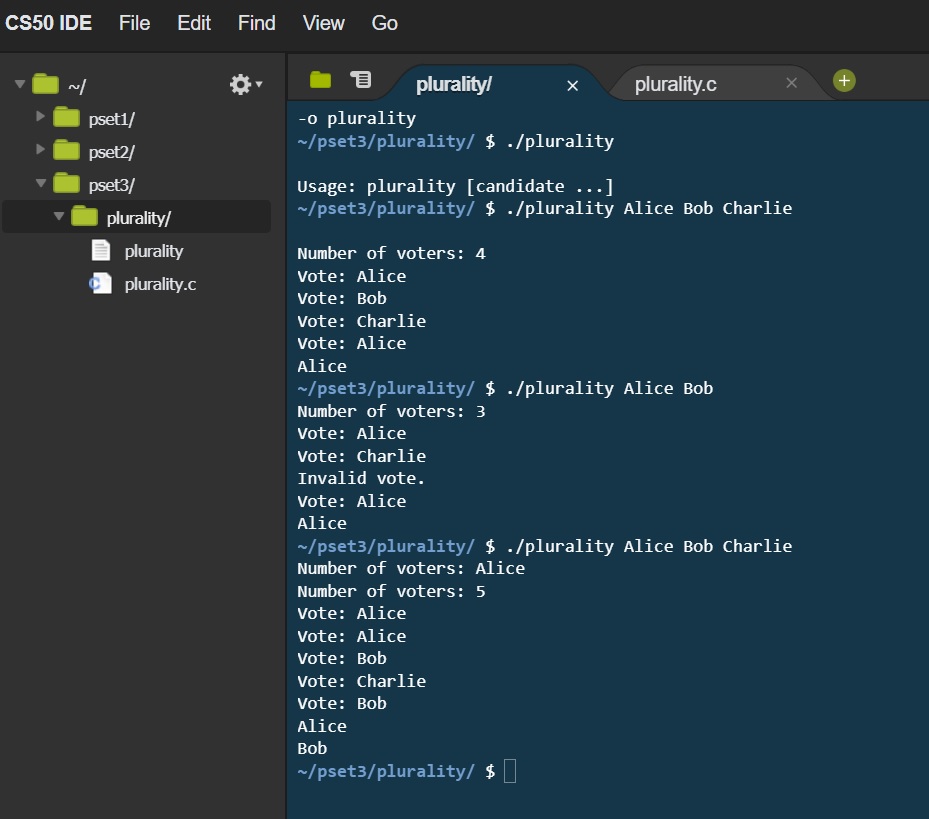 CS50 IDE File Edit Find View Go
~/
pset1/
pset2/
pset3/
plurality/
plurality
plurality.c
plurality/ × plurality.c × +
-o plurality
~/pset3/plurality/ $ ./plurality
Usage: plurality [candidate ...]
~/pset3/plurality/ $ ./plurality Alice Bob Charlie
Number of voters: 4
Vote: Alice
Vote: Bob
Vote: Charlie
Vote: Alice
Alice
~/pset3/plurality/ $ ./plurality Alice Bob
Number of voters: 3
Vote: Alice
Vote: Charlie
Invalid vote.
Vote: Alice
Alice
~/pset3/plurality/ $ ./plurality Alice Bob Charlie
Number of voters: Alice
Number of voters: 5
Vote: Alice
Vote: Alice
Vote: Bob
Vote: Charlie
Vote: Bob
Alice
Bob
~/pset3/plurality/ $